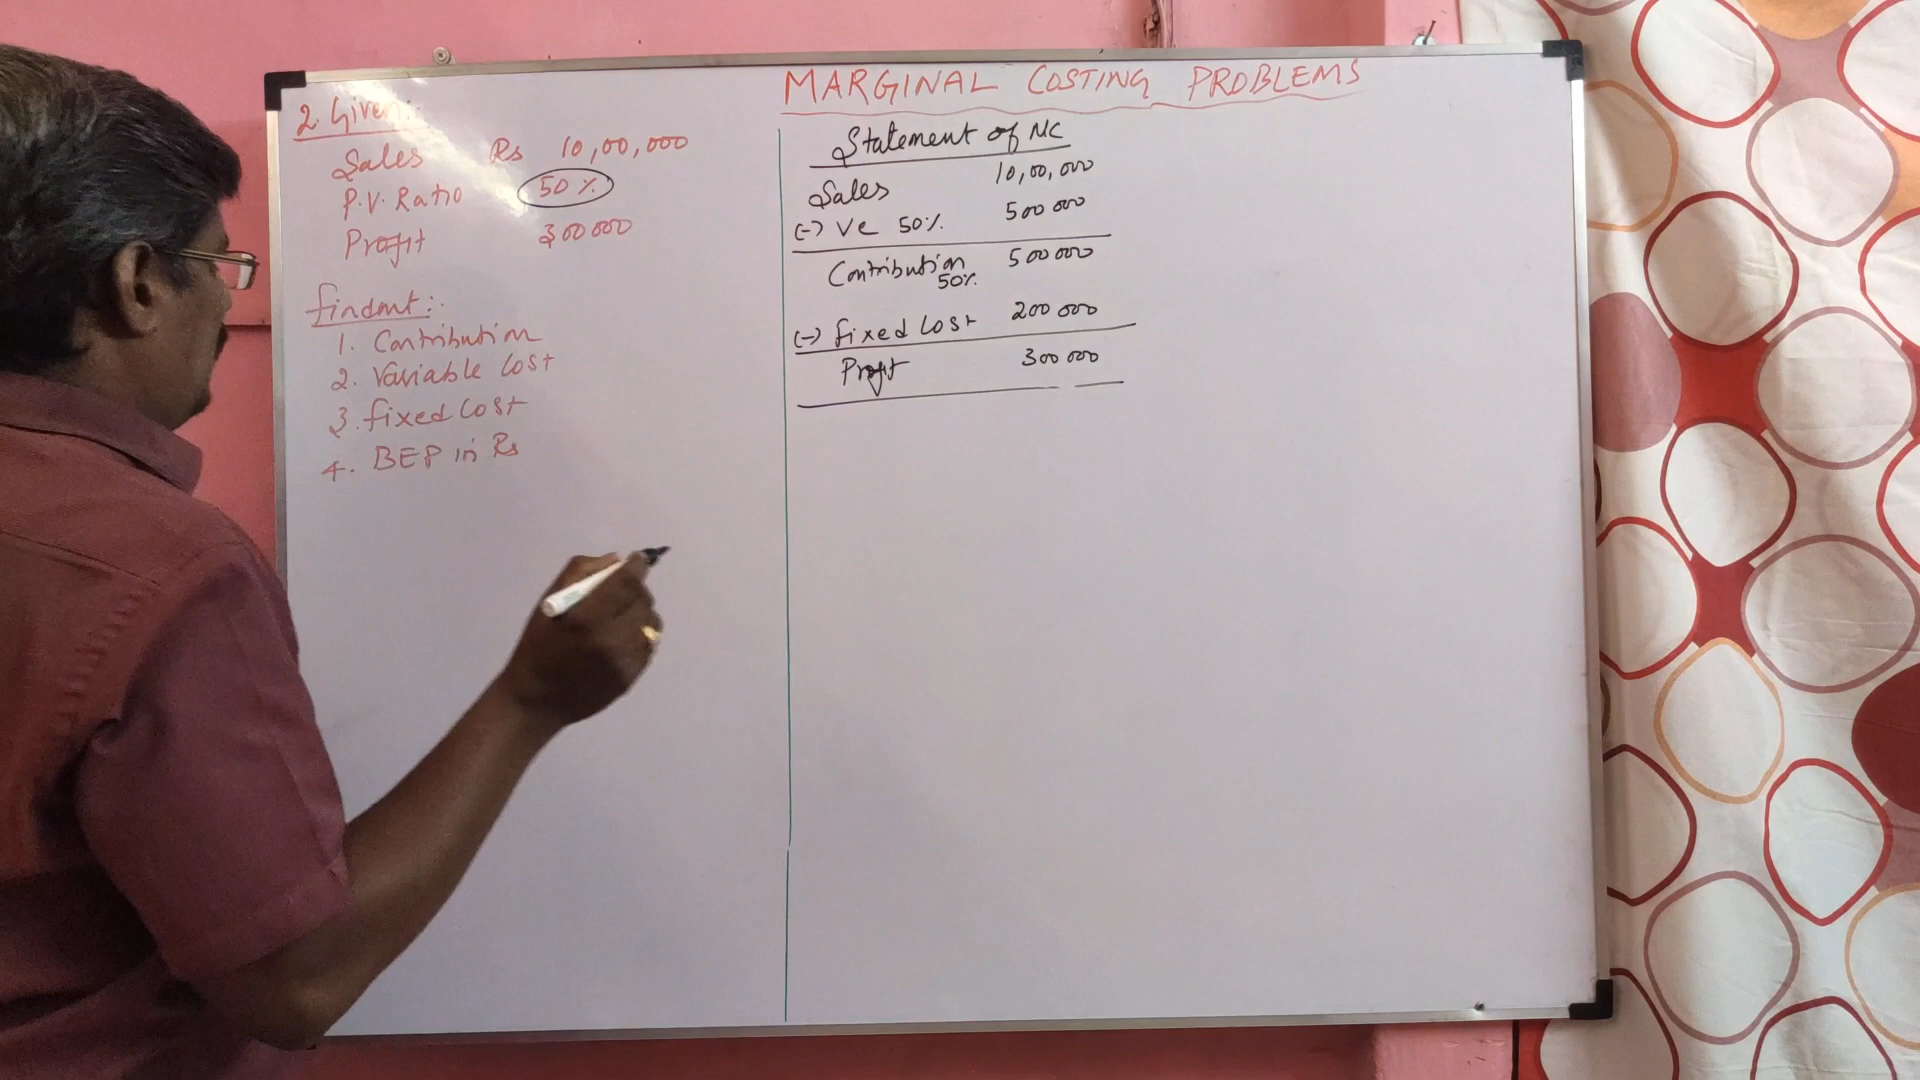 MARGINAL COSTING PROBLEMS
2. Given:
Sales Rs 10,00,000
P.V. Ratio 50 %
Profit 300000
findout:
1. Contribution
2. Variable Cost
3. fixed Cost
4. BEP in Rs
Statement of MC
Sales 10,00,000
(-) Vc 50% 500000
Contribution 500000
50%
(-) fixed Cost 200000
Profit 300000